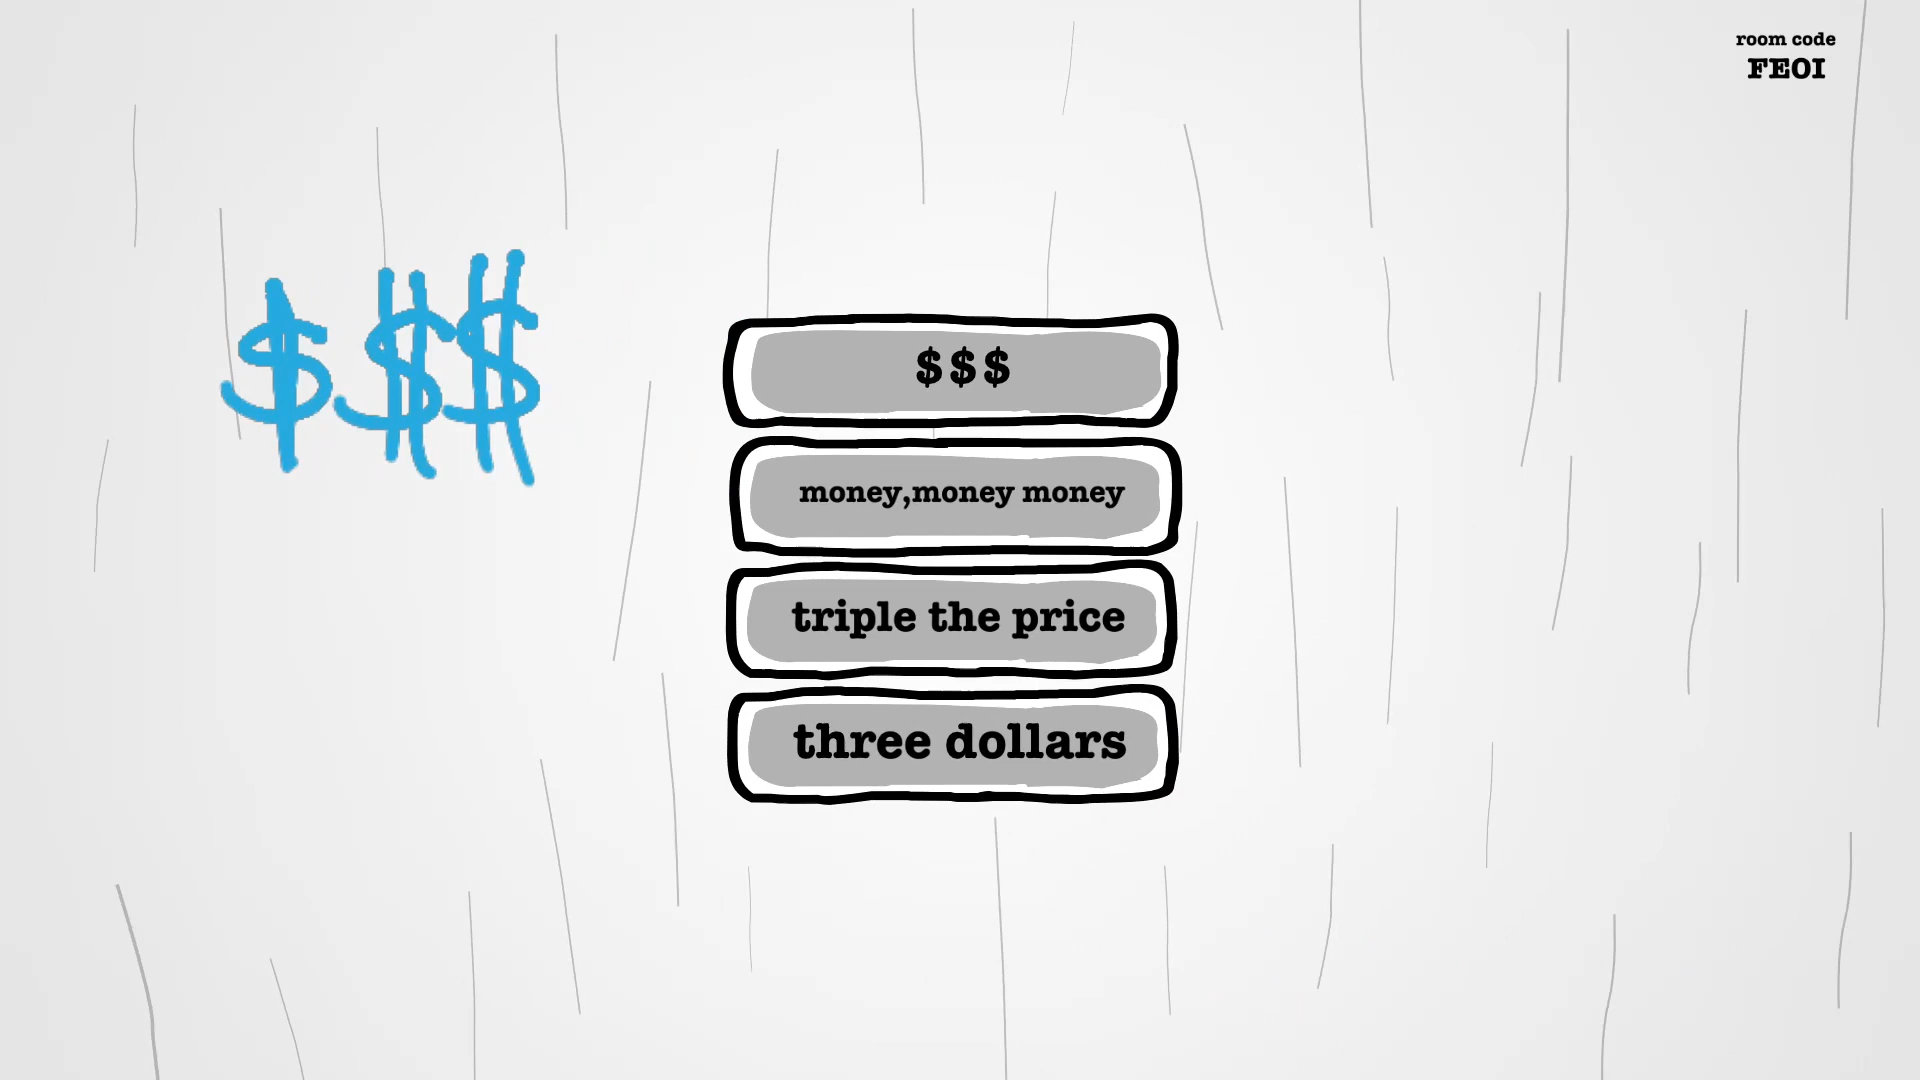 room code
FEOI
$$$
$$$
money,money money
triple the price
three dollars